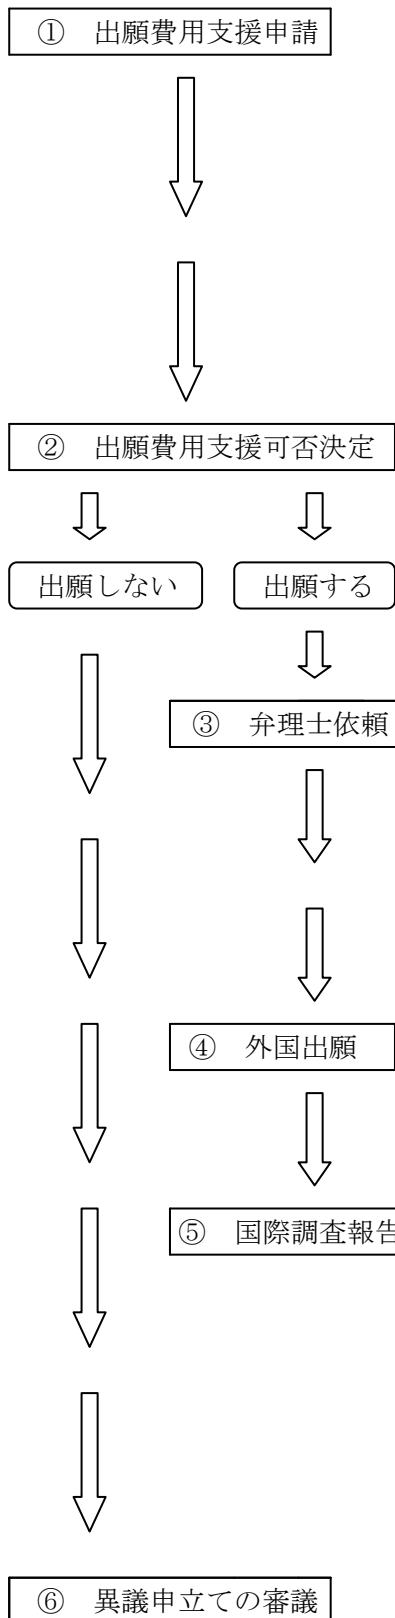 ① 出願費用支援申請
② 出願費用支援可否決定
出願しない 出願する
③ 弁理士依頼
④ 外国出願
⑤ 国際調査報告
⑥ 異議申立ての審議